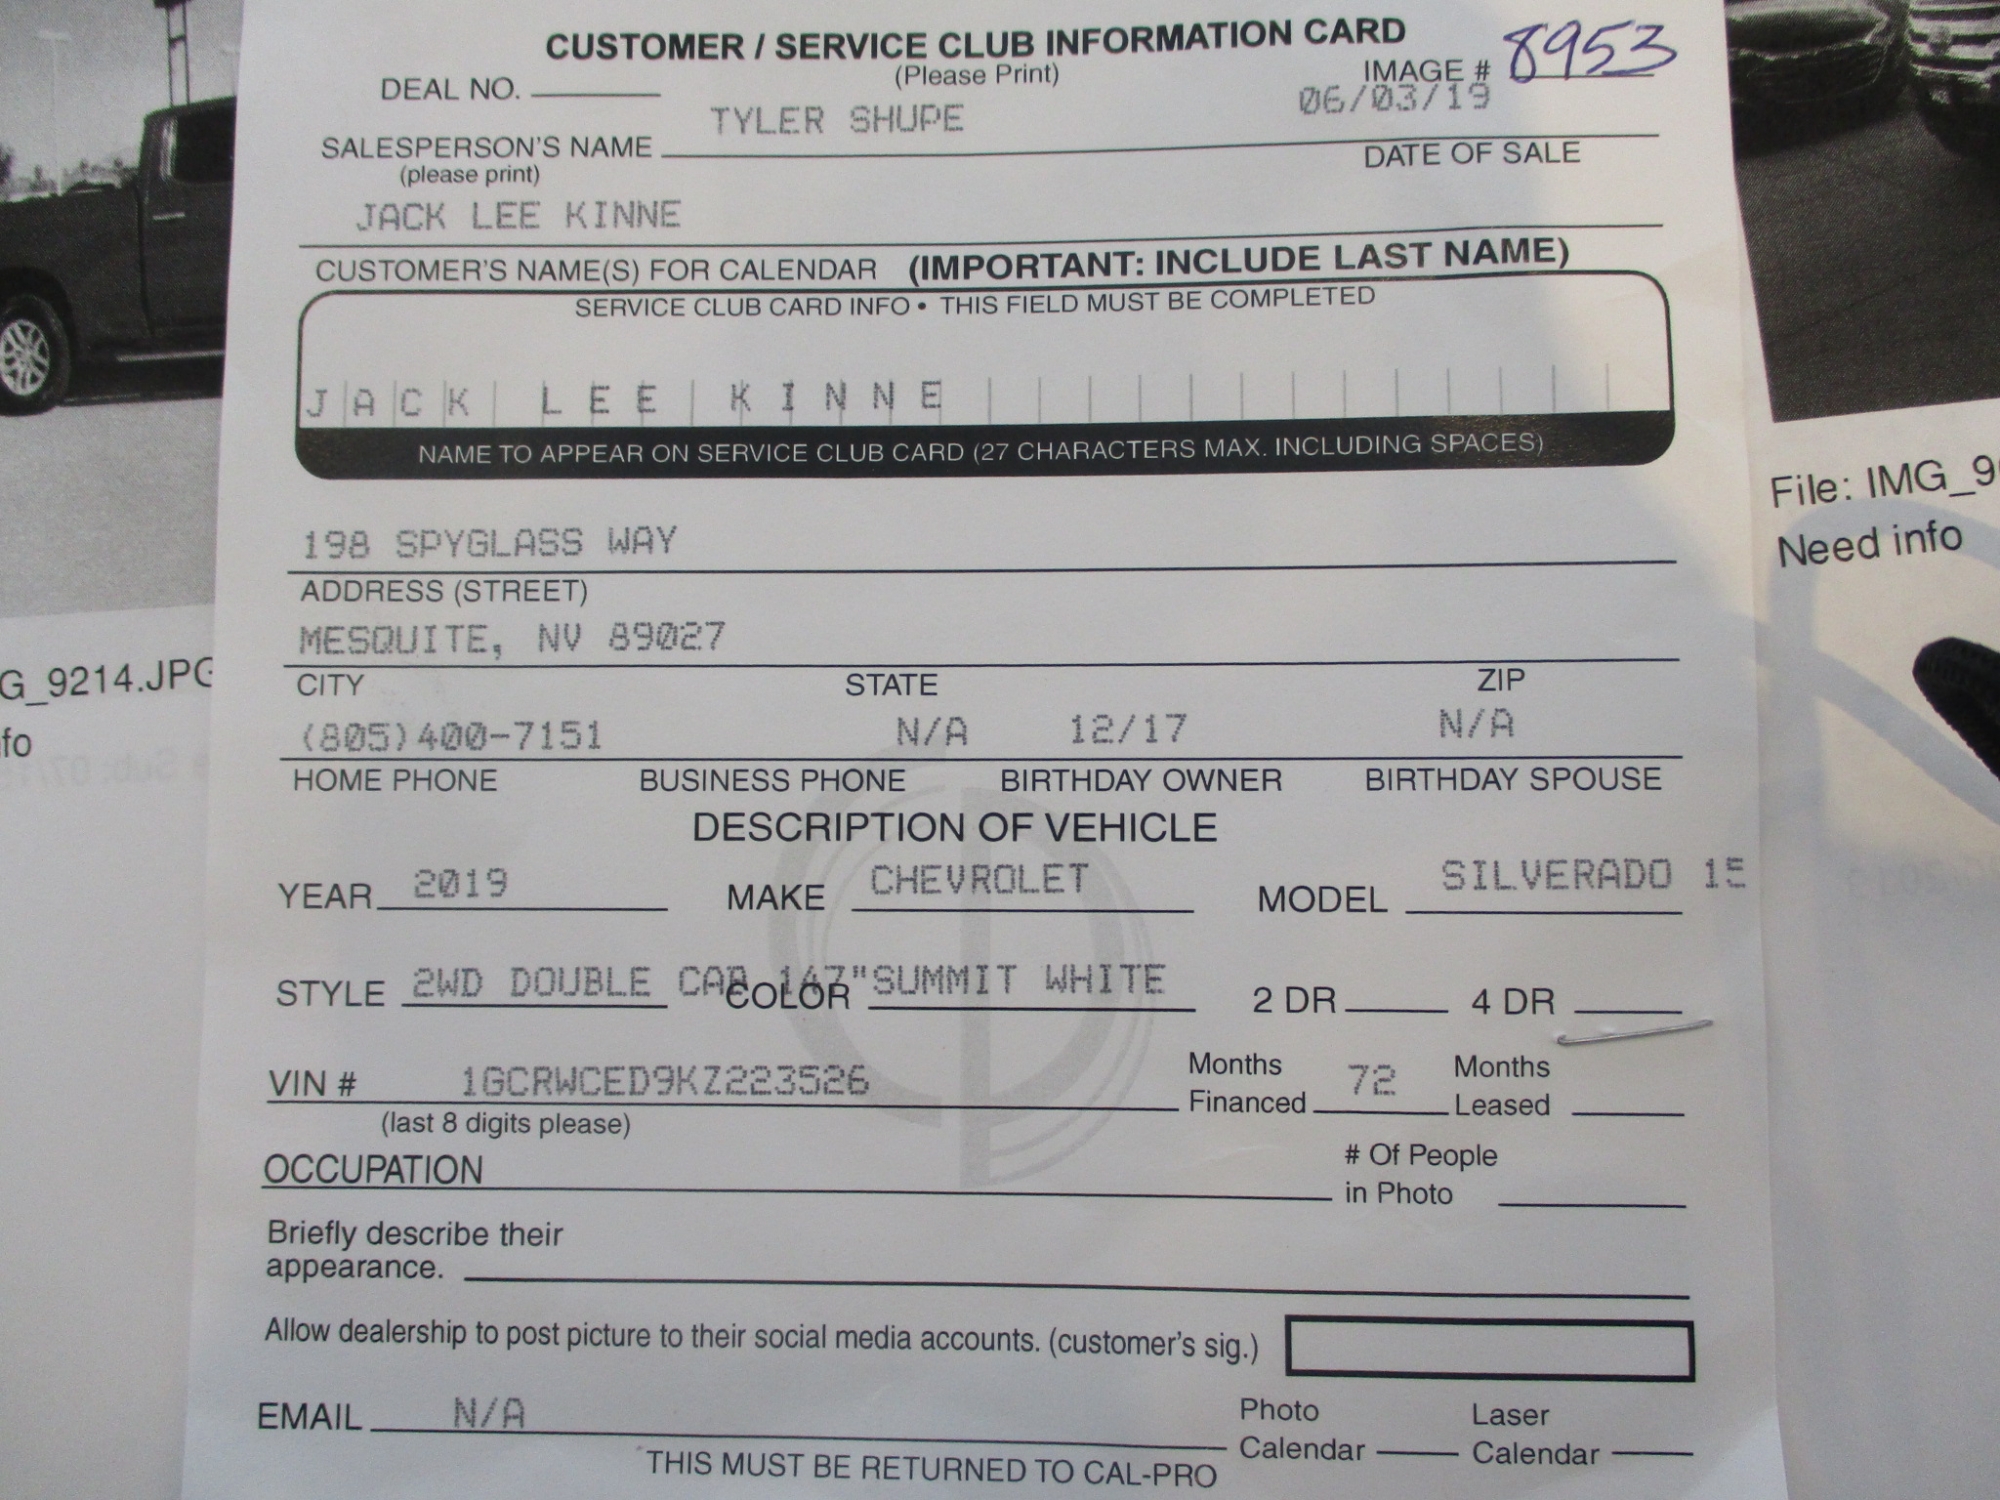 CUSTOMER / SERVICE CLUB INFORMATION CARD
(Please Print)
DEAL NO.
IMAGE # 8953
TYLER SHUPE 06/03/19
SALESPERSON'S NAME DATE OF SALE
(please print)
JACK LEE KINNE
CUSTOMER'S NAME(S) FOR CALENDAR (IMPORTANT: INCLUDE LAST NAME)
SERVICE CLUB CARD INFO • THIS FIELD MUST BE COMPLETED
JACK LEE KINNE
NAME TO APPEAR ON SERVICE CLUB CARD (27 CHARACTERS MAX. INCLUDING SPACES)
198 SPYGLASS WAY
ADDRESS (STREET)
MESQUITE, NV 89027
CITY STATE ZIP
(805)400-7151 N/A 12/17 N/A
HOME PHONE BUSINESS PHONE BIRTHDAY OWNER BIRTHDAY SPOUSE
DESCRIPTION OF VEHICLE
YEAR 2019 MAKE CHEVROLET MODEL SILVERADO 15
STYLE 2WD DOUBLE CAB 147" COLOR SUMMIT WHITE 2 DR 4 DR
VIN # 1GCRWCED9KZ223526 Months Financed 72 Months Leased
(last 8 digits please)
OCCUPATION # Of People in Photo
Briefly describe their
appearance.
Allow dealership to post picture to their social media accounts. (customer's sig.)
EMAIL N/A Photo Calendar Laser Calendar
THIS MUST BE RETURNED TO CAL-PRO
G_9214.JPG
fo
File: IMG_9
Need info